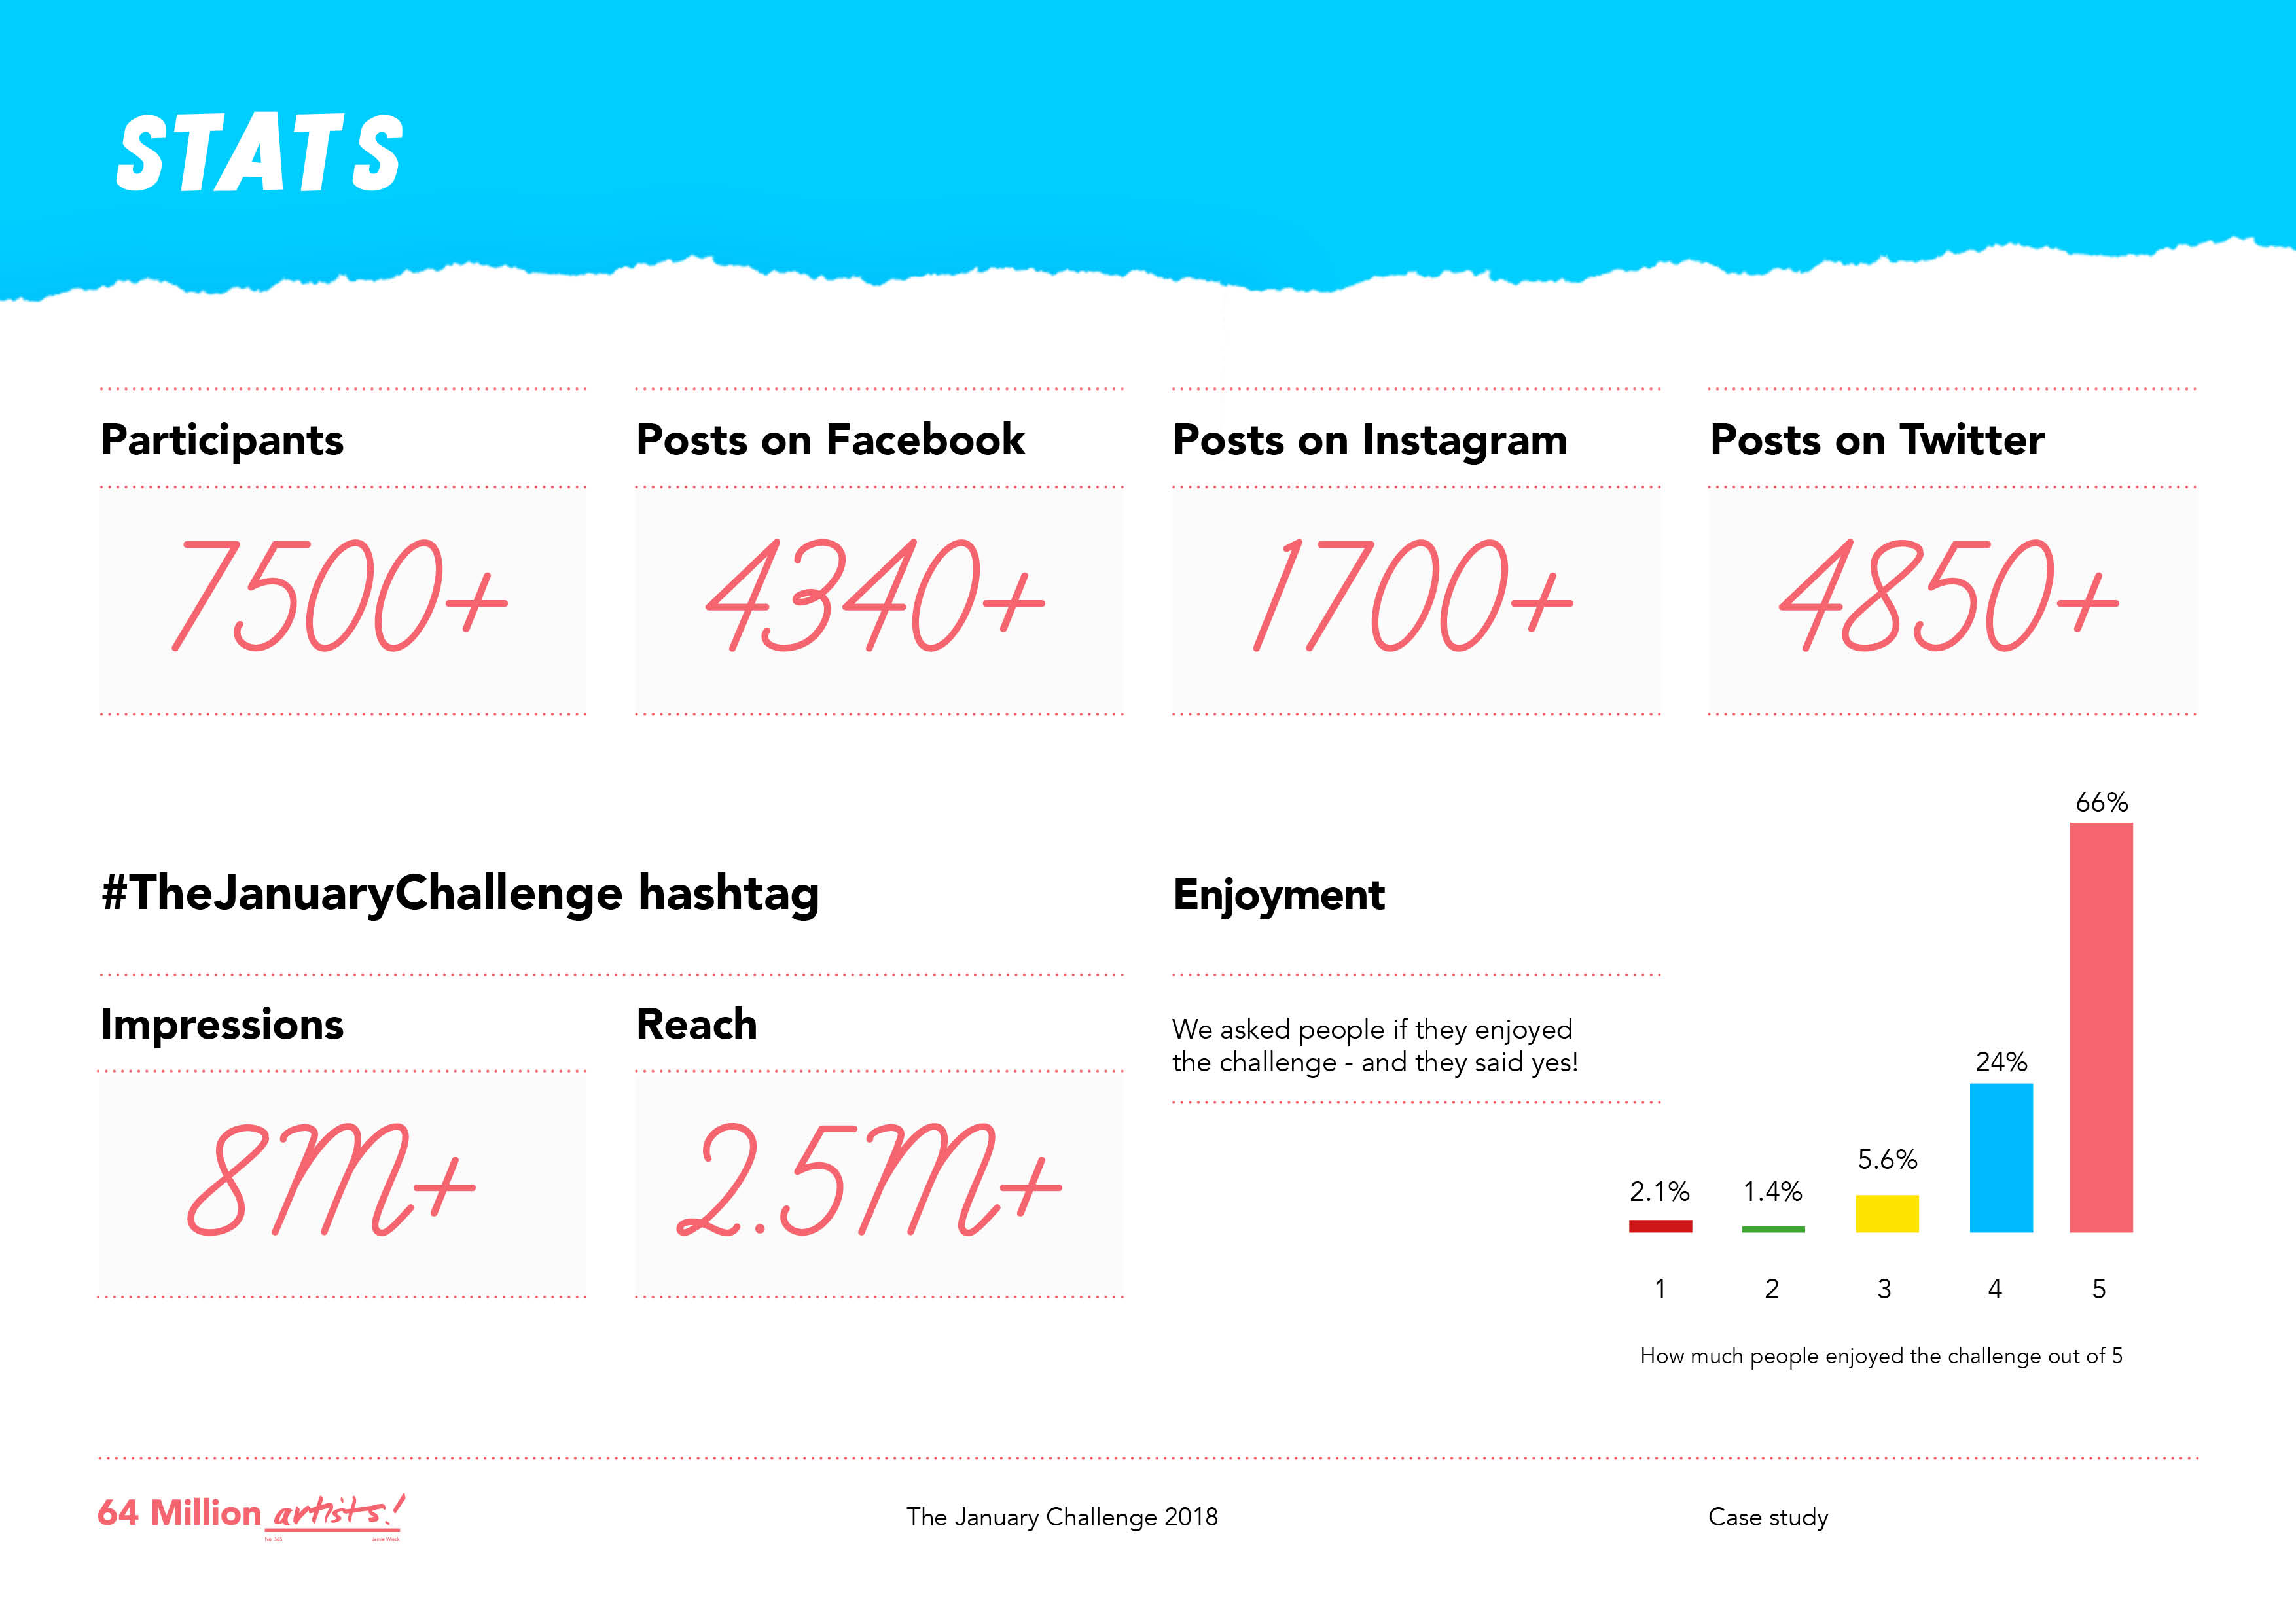 STATS
Participants
7500+
Posts on Facebook
4340+
Posts on Instagram
1700+
Posts on Twitter
4850+
#TheJanuaryChallenge hashtag
Impressions
8M+
Reach
2.5M+
Enjoyment
We asked people if they enjoyed
the challenge - and they said yes!
2.1%
1.4%
5.6%
24%
66%
1 2 3 4 5
How much people enjoyed the challenge out of 5
64 Million artists!
The January Challenge 2018
Case study